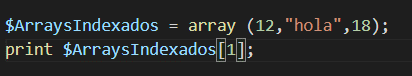 $ArraysIndexados = array (12,"hola",18);
print $ArraysIndexados[1];